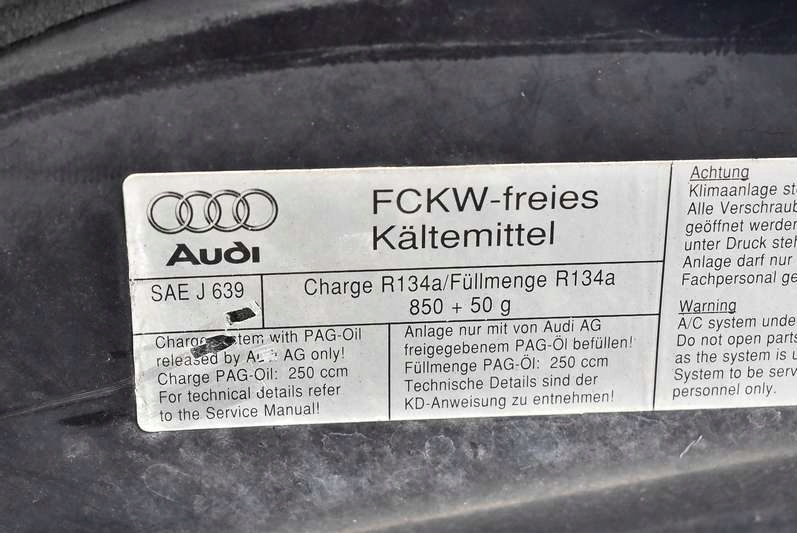 Audi
FCKW-freies
Kältemittel
SAE J 639
Charge R134a/Füllmenge R134a
850 + 50 g
Charge system with PAG-Oil
released by Audi AG only!
Charge PAG-Oil: 250 ccm
For technical details refer
to the Service Manual!
Anlage nur mit von Audi AG
freigegebenem PAG-Öl befüllen!
Füllmenge PAG-Öl: 250 ccm
Technische Details sind der
KD-Anweisung zu entnehmen!
Achtung
Klimaanlage
Alle
geöffnet
unter Druck
Anlage darf nur
Fachpersonal
Warning
A/C system
Do not open parts
as the system is
System to be
personnel only.